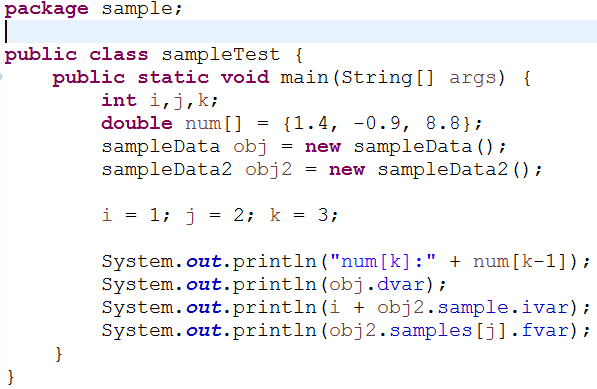 package sample;
public class sampleTest {
    public static void main(String[] args) {
        int i,j,k;
        double num[] = {1.4, -0.9, 8.8};
        sampleData obj = new sampleData();
        sampleData2 obj2 = new sampleData2();
        i = 1; j = 2; k = 3;
        System.out.println("num[k]:" + num[k-1]);
        System.out.println(obj.dvar);
        System.out.println(i + obj2.sample.ivar);
        System.out.println(obj2.samples[j].fvar);
    }
}